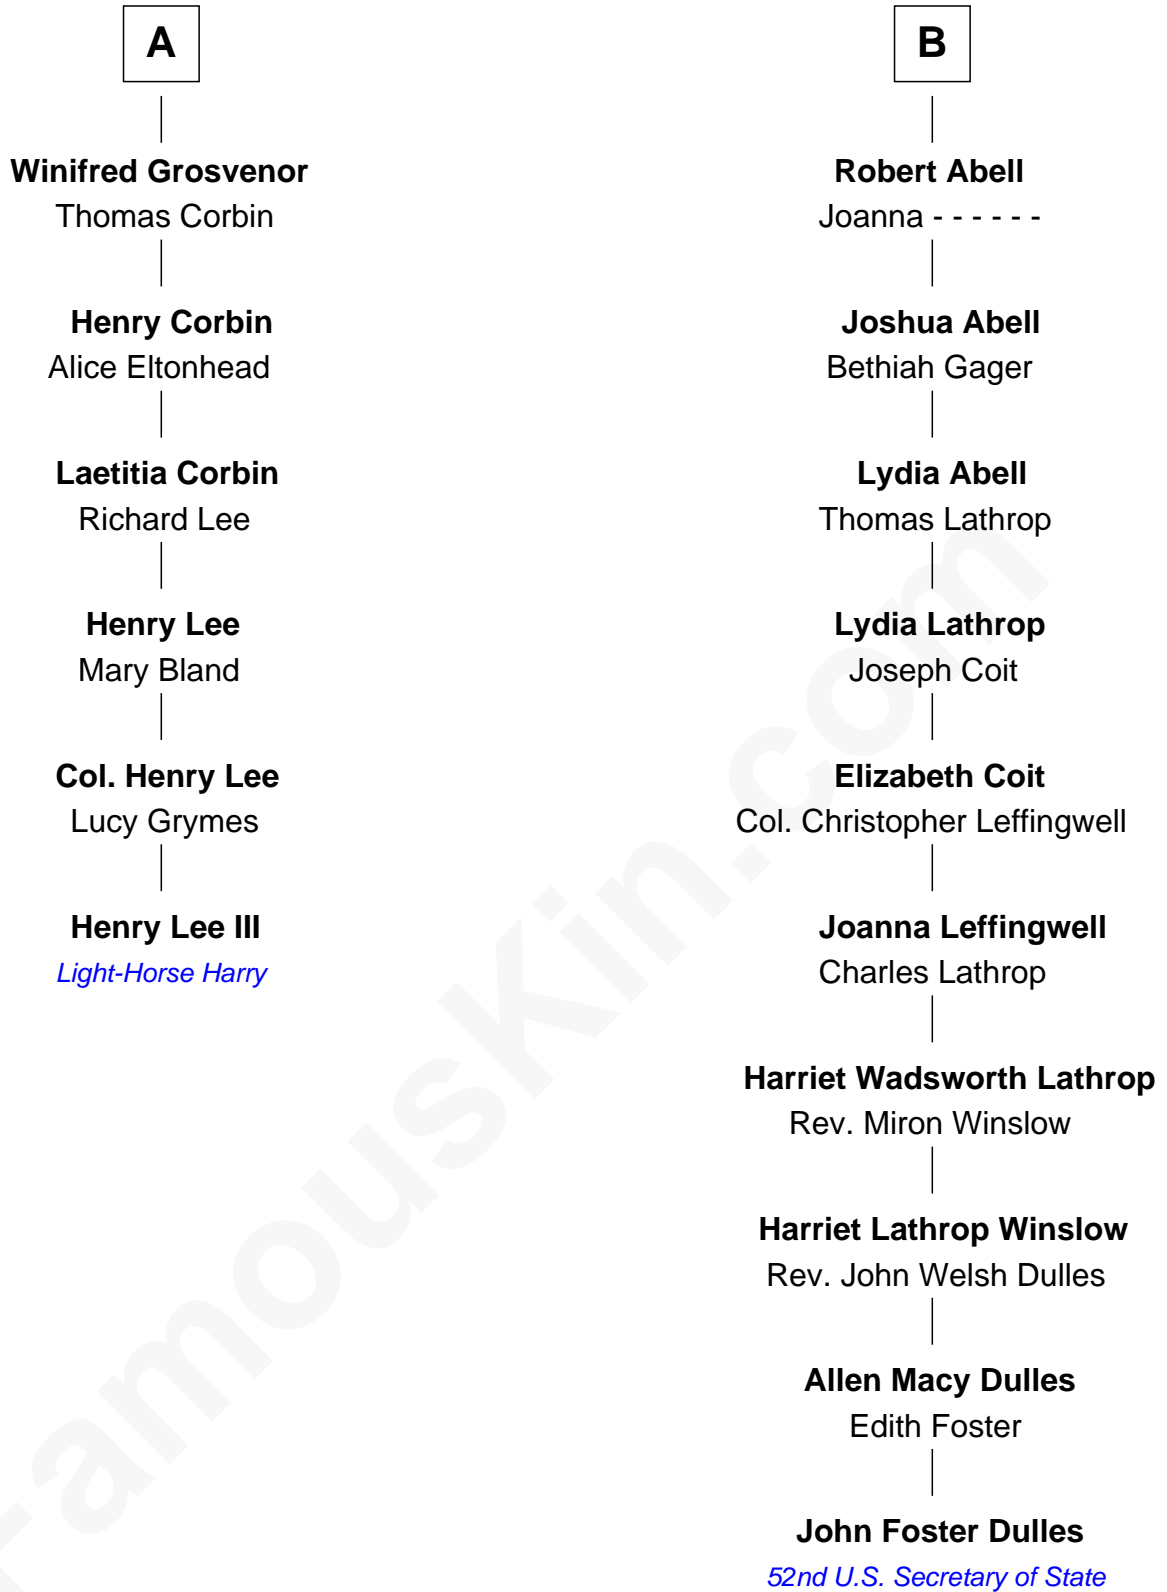 A
Winifred Grosvenor
Thomas Corbin
Henry Corbin
Alice Eltonhead
Laetitia Corbin
Richard Lee
Henry Lee
Mary Bland
Col. Henry Lee
Lucy Grymes
Henry Lee III
Light-Horse Harry
B
Robert Abell
Joanna - - - - - -
Joshua Abell
Bethiah Gager
Lydia Abell
Thomas Lathrop
Lydia Lathrop
Joseph Coit
Elizabeth Coit
Col. Christopher Leffingwell
Joanna Leffingwell
Charles Lathrop
Harriet Wadsworth Lathrop
Rev. Miron Winslow
Harriet Lathrop Winslow
Rev. John Welsh Dulles
Allen Macy Dulles
Edith Foster
John Foster Dulles
52nd U.S. Secretary of State
FamousKin.com